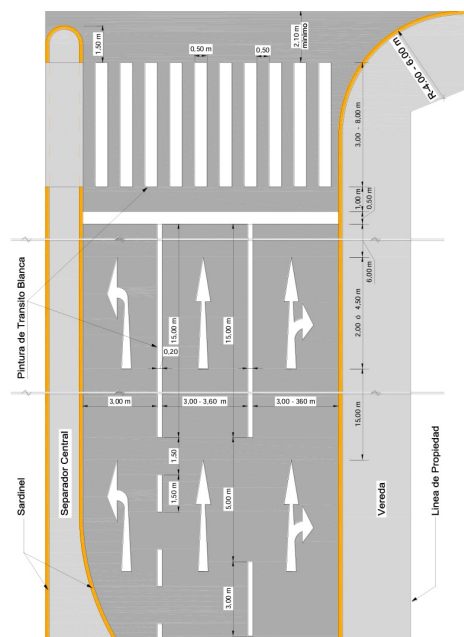 1.50 m
0,50 m
0,50
2.10 m
minimo
R-4.00 - 6.00 m
3,00 - 8,00 m
1,00 m
0,50 m
Pintura de Transito Blanca
6,00 m
15,00 m
15,00 m
2.00 ó 4.50 m
0,20
3,00 m
3,00 - 3,60 m
3,00 - 360 m
15,00 m
Sardinel
Separador Central
1,50
1,50 m
5,00 m
3,00 m
Vereda
Linea de Propiedad